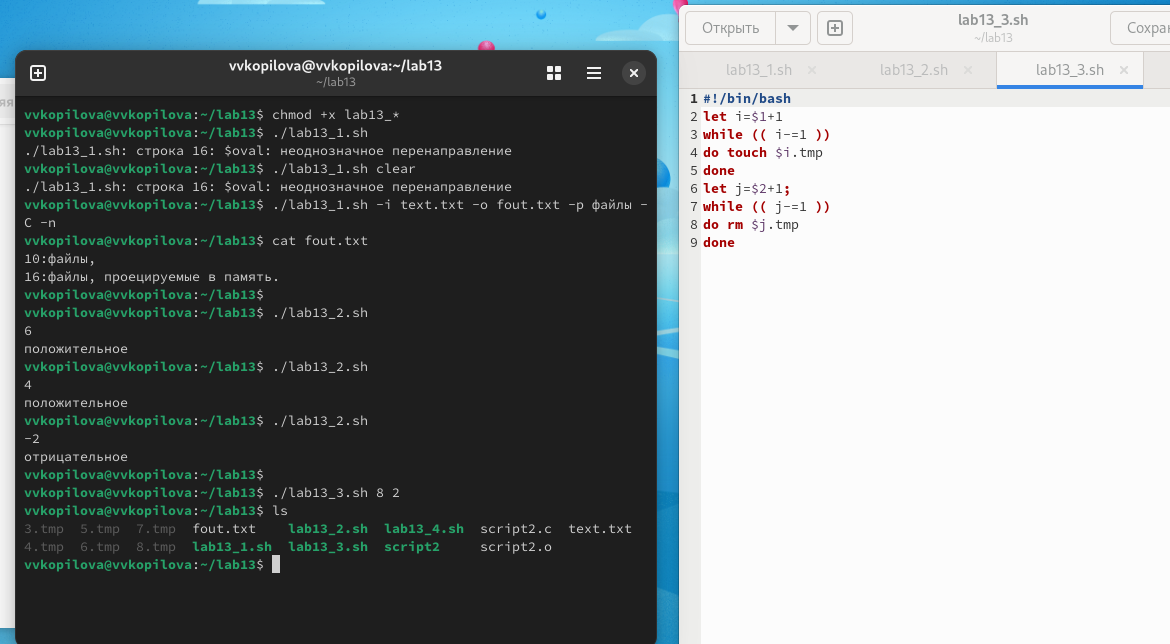 vvkopilova@vvkopilova:~/lab13
~/lab13
vvkopilova@vvkopilova:~/lab13$ chmod +x lab13_*
vvkopilova@vvkopilova:~/lab13$ ./lab13_1.sh
./lab13_1.sh: строка 16: $oval: неоднозначное перенаправление
vvkopilova@vvkopilova:~/lab13$ ./lab13_1.sh clear
./lab13_1.sh: строка 16: $oval: неоднозначное перенаправление
vvkopilova@vvkopilova:~/lab13$ ./lab13_1.sh -i text.txt -o fout.txt -p файлы -
C -n
vvkopilova@vvkopilova:~/lab13$ cat fout.txt
10:файлы,
16:файлы, проецируемые в память.
vvkopilova@vvkopilova:~/lab13$
vvkopilova@vvkopilova:~/lab13$ ./lab13_2.sh
6
положительное
vvkopilova@vvkopilova:~/lab13$ ./lab13_2.sh
4
положительное
vvkopilova@vvkopilova:~/lab13$ ./lab13_2.sh
-2
отрицательное
vvkopilova@vvkopilova:~/lab13$
vvkopilova@vvkopilova:~/lab13$ ./lab13_3.sh 8 2
vvkopilova@vvkopilova:~/lab13$ ls
3.tmp 5.tmp 7.tmp fout.txt lab13_2.sh lab13_4.sh script2.c text.txt
4.tmp 6.tmp 8.tmp lab13_1.sh lab13_3.sh script2 script2.o
vvkopilova@vvkopilova:~/lab13$
Открыть
lab13_3.sh
~/lab13
Сохра
lab13_1.sh × lab13_2.sh × lab13_3.sh ×
1 #!/bin/bash
2 let i=$1+1
3 while (( i-=1 ))
4 do touch $i.tmp
5 done
6 let j=$2+1;
7 while (( j-=1 ))
8 do rm $j.tmp
9 done